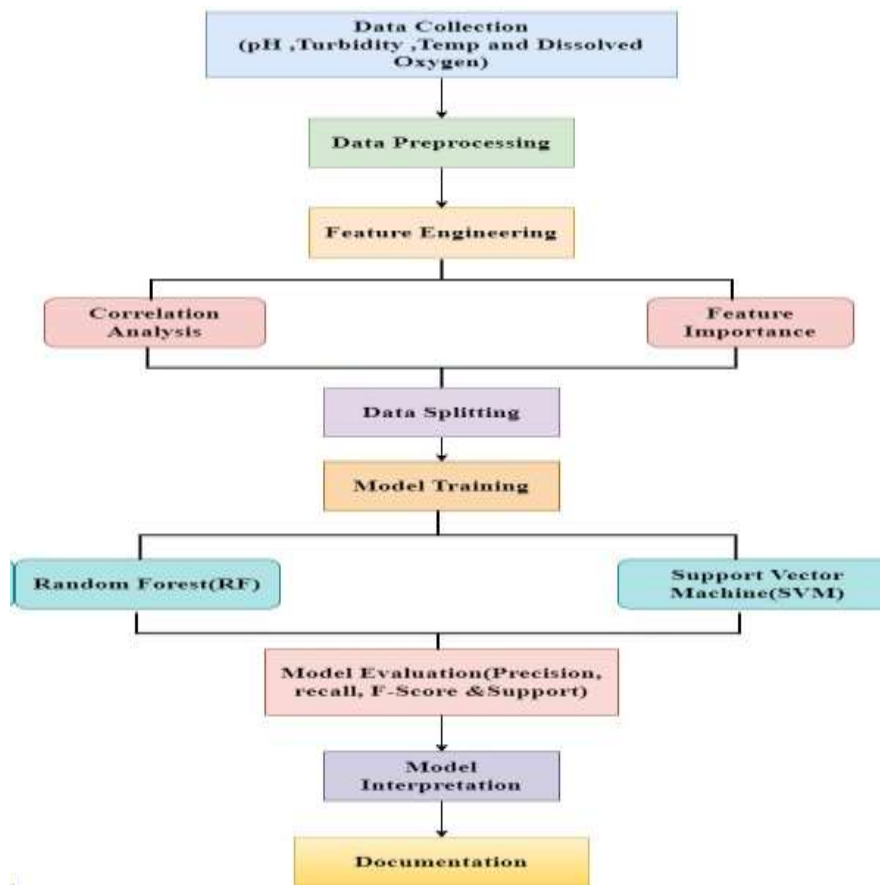 Data Collection
(pH ,Turbidity ,Temp and Dissolved
Oxygen)
Data Preprocessing
Feature Engineering
Correlation
Analysis
Feature
Importance
Data Splitting
Model Training
Random Forest(RF)
Support Vector
Machine(SVM)
Model Evaluation(Precision,
recall, F-Score &Support)
Model
Interpretation
Documentation